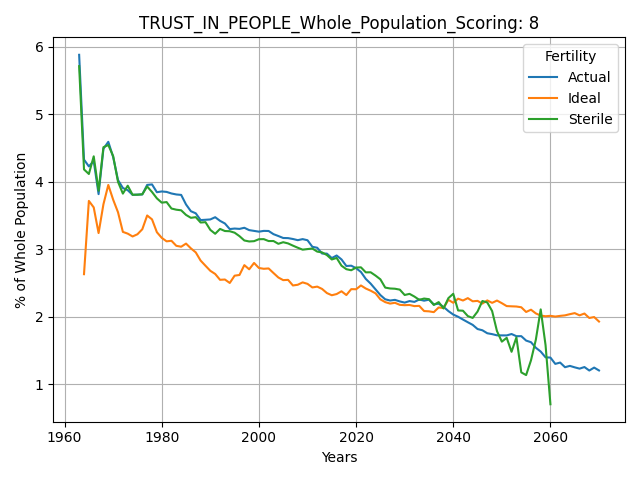 TRUST_IN_PEOPLE_Whole_Population_Scoring: 8
Fertility
Actual
Ideal
Sterile
% of Whole Population
6
5
4
3
2
1
1960 1980 2000 2020 2040 2060
Years